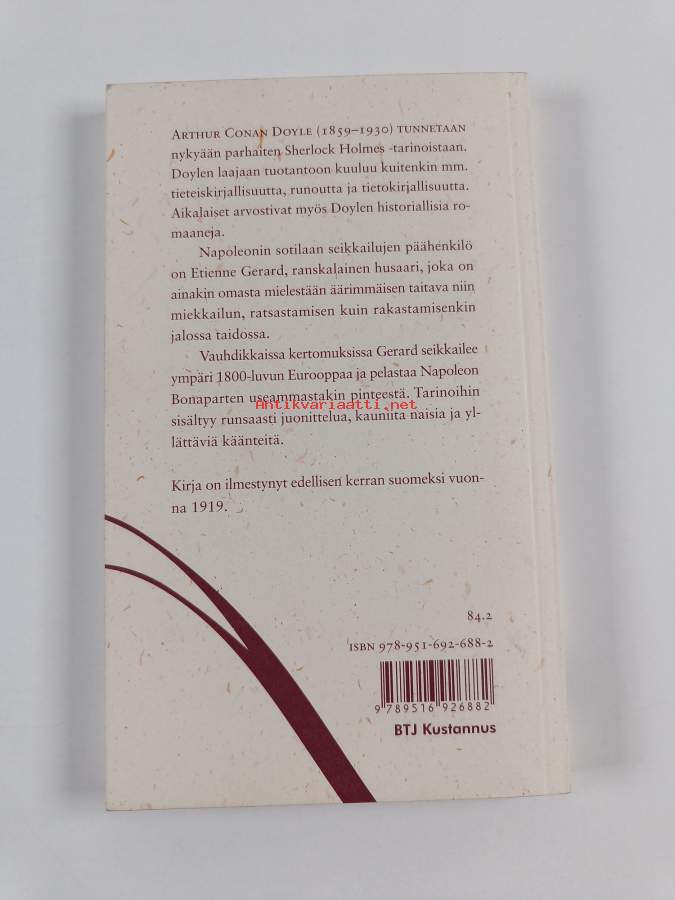 ARTHUR CONAN DOYLE (1859–1930) TUNNETAAN
nykyään parhaiten Sherlock Holmes -tarinoistaan.
Doylen laajaan tuotantoon kuuluu kuitenkin mm.
tieteiskirjallisuutta, runoutta ja tietokirjallisuutta.
Aikalaiset arvostivat myös Doylen historiallisia ro-
maaneja.
Napoleonin sotilaan seikkailujen päähenkilö
on Etienne Gerard, ranskalainen husaari, joka on
ainakin omasta mielestään äärimmäisen taitava niin
miekkailun, ratsastamisen kuin rakastamisenkin
jalossa taidossa.
Vauhdikkaissa kertomuksissa Gerard seikkailee
ympäri 1800-luvun Eurooppaa ja pelastaa Napoleon
Bonaparten useammastakin pinteestä. Tarinoihin
Antikvariaatti.net
sisältyy runsaasti juonittelua, kauniita naisia ja yl-
lättäviä käänteitä.
Kirja on ilmestynyt edellisen kerran suomeksi vuon-
na 1919.
84.2
ISBN 978-951-692-688-2
9 789516 926882
BTJ Kustannus